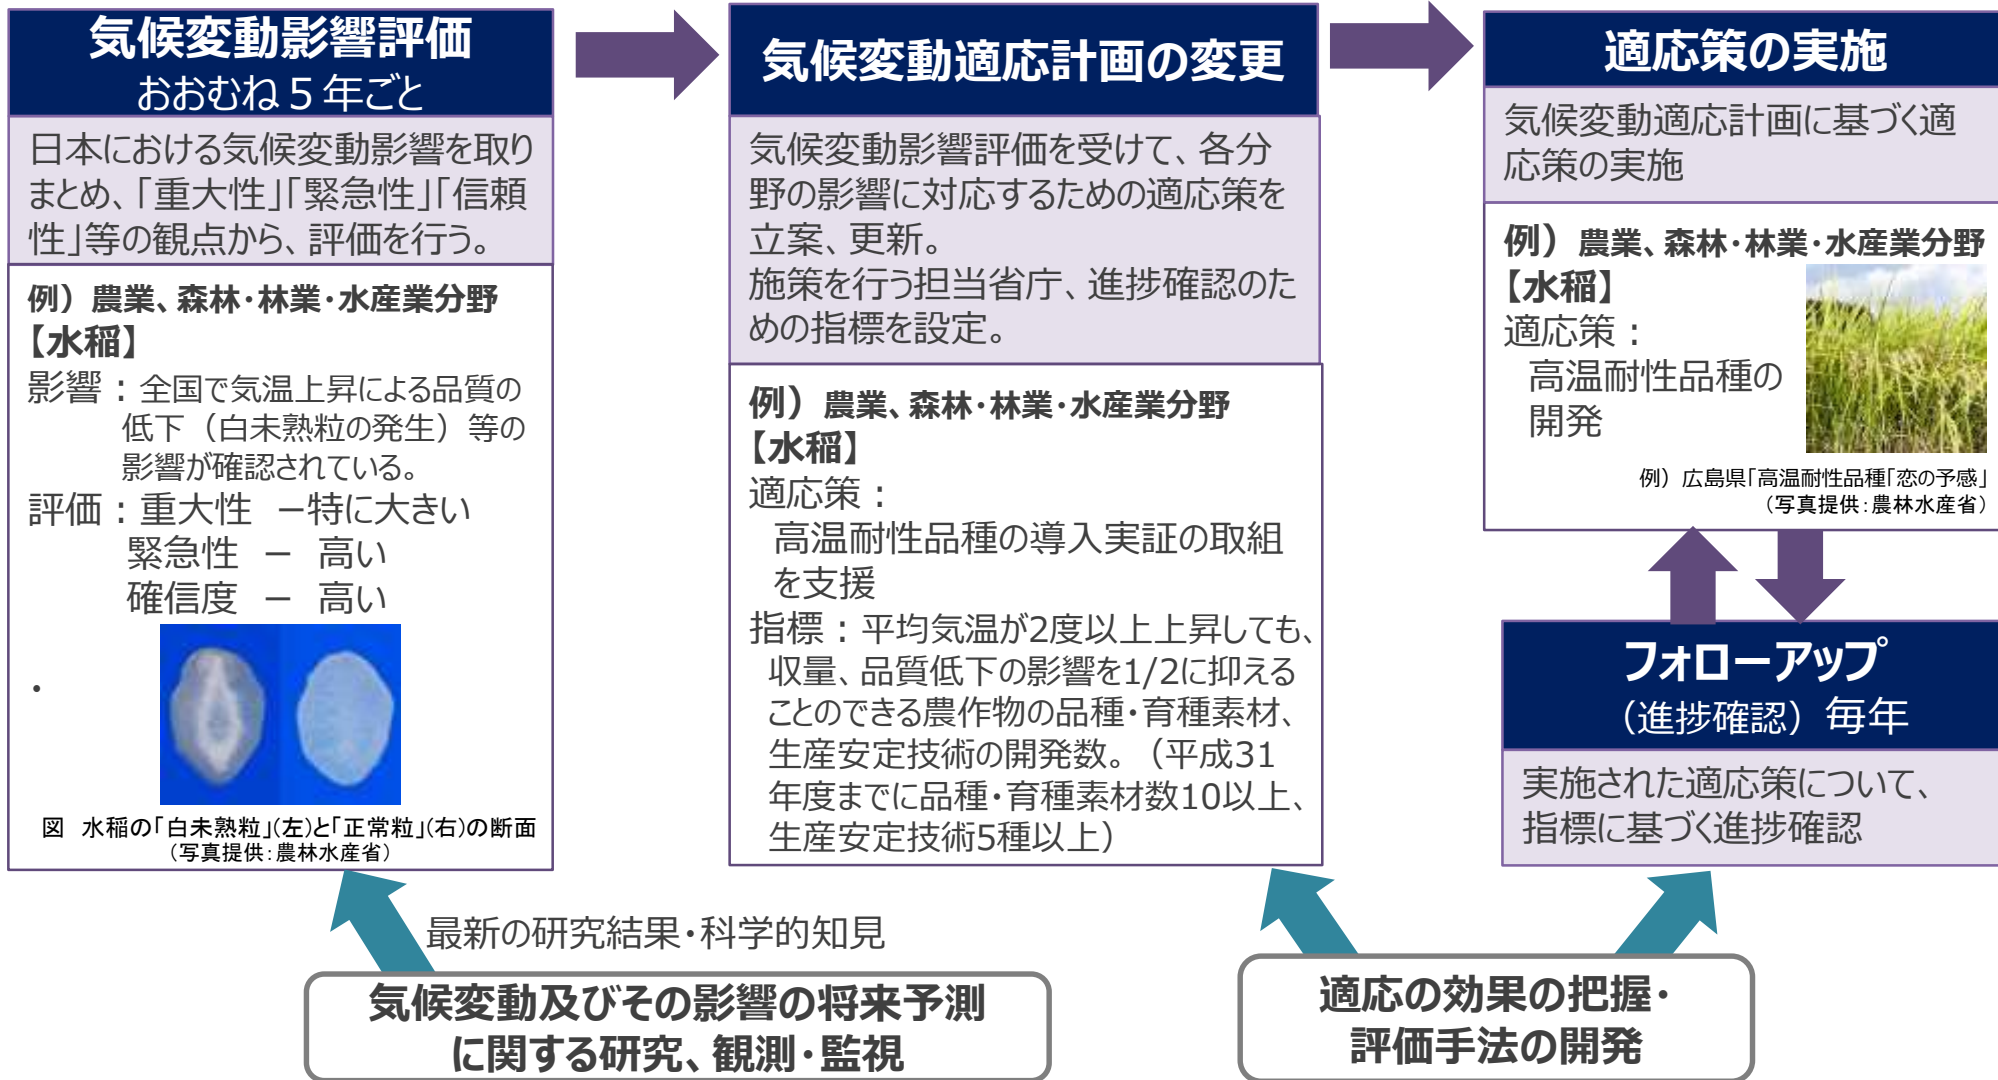 気候変動影響評価
おおむね５年ごと
日本における気候変動影響を取り
まとめ、「重大性」「緊急性」「信頼
性」等の観点から、評価を行う。
例）農業、森林・林業・水産業分野
【水稲】
影響：全国で気温上昇による品質の
低下（白未熟粒の発生）等の
影響が確認されている。
評価：重大性　－特に大きい
緊急性　－　高い
確信度　－　高い
・
図　水稲の「白未熟粒」(左)と「正常粒」(右)の断面
（写真提供：農林水産省）
気候変動適応計画の変更
気候変動影響評価を受けて、各分
野の影響に対応するための適応策を
立案、更新。
施策を行う担当省庁、進捗確認のた
めの指標を設定。
例）農業、森林・林業・水産業分野
【水稲】
適応策：
高温耐性品種の導入実証の取組
を支援
指標：平均気温が2度以上上昇しても、
収量、品質低下の影響を1/2に抑える
ことのできる農作物の品種・育種素材、
生産安定技術の開発数。（平成31
年度までに品種・育種素材数10以上、
生産安定技術5種以上）
適応策の実施
気候変動適応計画に基づく適
応策の実施
例）農業、森林・林業・水産業分野
【水稲】
適応策：
高温耐性品種の
開発
例）広島県「高温耐性品種「恋の予感」
（写真提供：農林水産省）
フォローアップ
（進捗確認）毎年
実施された適応策について、
指標に基づく進捗確認
最新の研究結果・科学的知見
気候変動及びその影響の将来予測
に関する研究、観測・監視
適応の効果の把握・
評価手法の開発